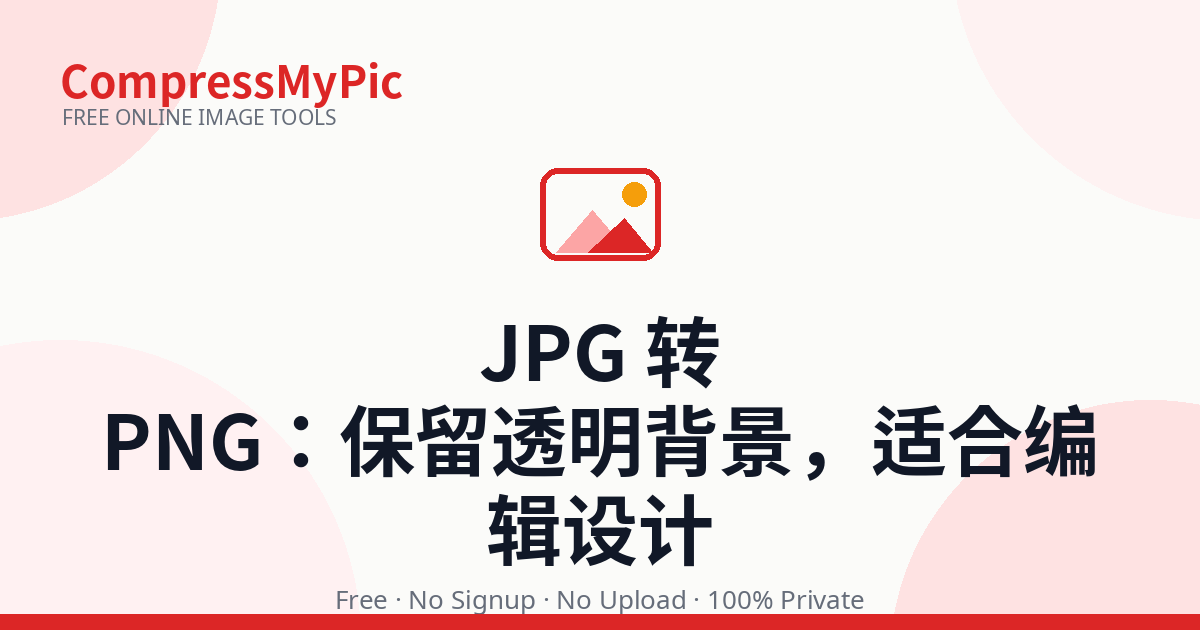 CompressMyPic
FREE ONLINE IMAGE TOOLS
JPG 转
PNG：保留透明背景，适合编
辑设计
Free · No Signup · No Upload · 100% Private